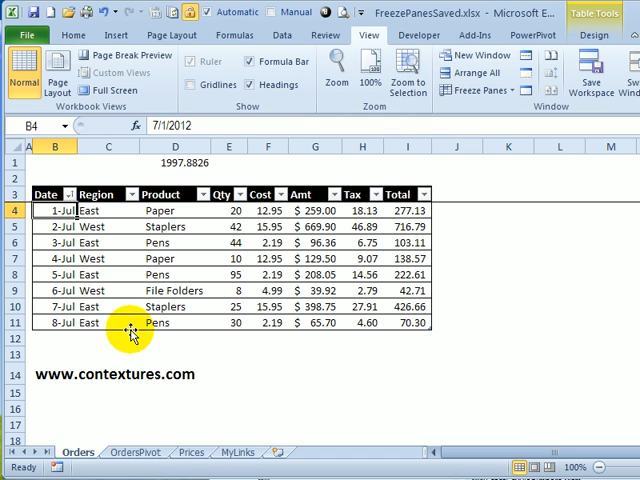 Automatic Manual FreezePanesSaved.xlsx - Microsoft E... Table Tools
File Home Insert Page Layout Formulas Data Review View Developer Add-Ins PowerPivot Design
Normal Page Layout Page Break Preview Custom Views Full Screen Ruler Formula Bar Gridlines Headings Zoom 100% Zoom to Selection New Window Arrange All Freeze Panes Save Workspace Swi Windo
Workbook Views Show Zoom Window
B4 fx 7/1/2012
A B C D E F G H I J K L M
1 1997.8826
2
3 Date Region Product Qty Cost Amt Tax Total
4 1-Jul East Paper 20 12.95 $ 259.00 18.13 277.13
5 2-Jul West Staplers 42 15.95 $ 669.90 46.89 716.79
6 3-Jul East Pens 44 2.19 $ 96.36 6.75 103.11
7 4-Jul West Paper 10 12.95 $ 129.50 9.07 138.57
8 5-Jul East Pens 95 2.19 $ 208.05 14.56 222.61
9 6-Jul West File Folders 8 4.99 $ 39.92 2.79 42.71
10 7-Jul East Staplers 25 15.95 $ 398.75 27.91 426.66
11 8-Jul East Pens 30 2.19 $ 65.70 4.60 70.30
12
13
14 www.contextures.com
15
16
17
18
Orders OrdersPivot Prices MyLinks
Ready 100%